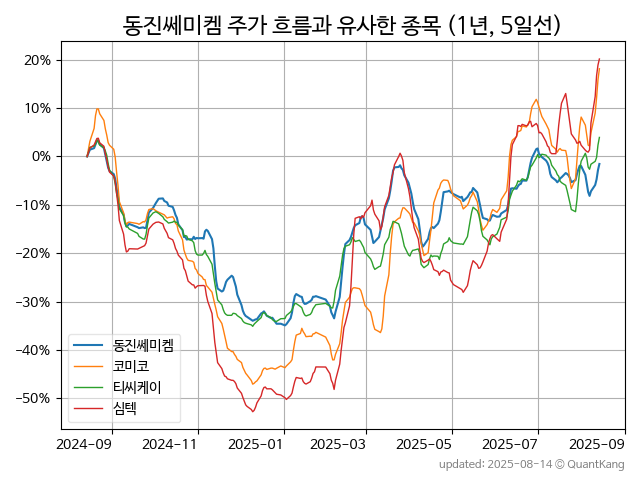 동진쎄미켐 주가 흐름과 유사한 종목 (1년, 5일선)
20%
10%
0%
-10%
-20%
-30%
-40%
-50%
동진쎄미켐
코미코
티씨케이
심텍
2024-09
2024-11
2025-01
2025-03
2025-05
2025-07
2025-09
updated: 2025-08-14 © QuantKang